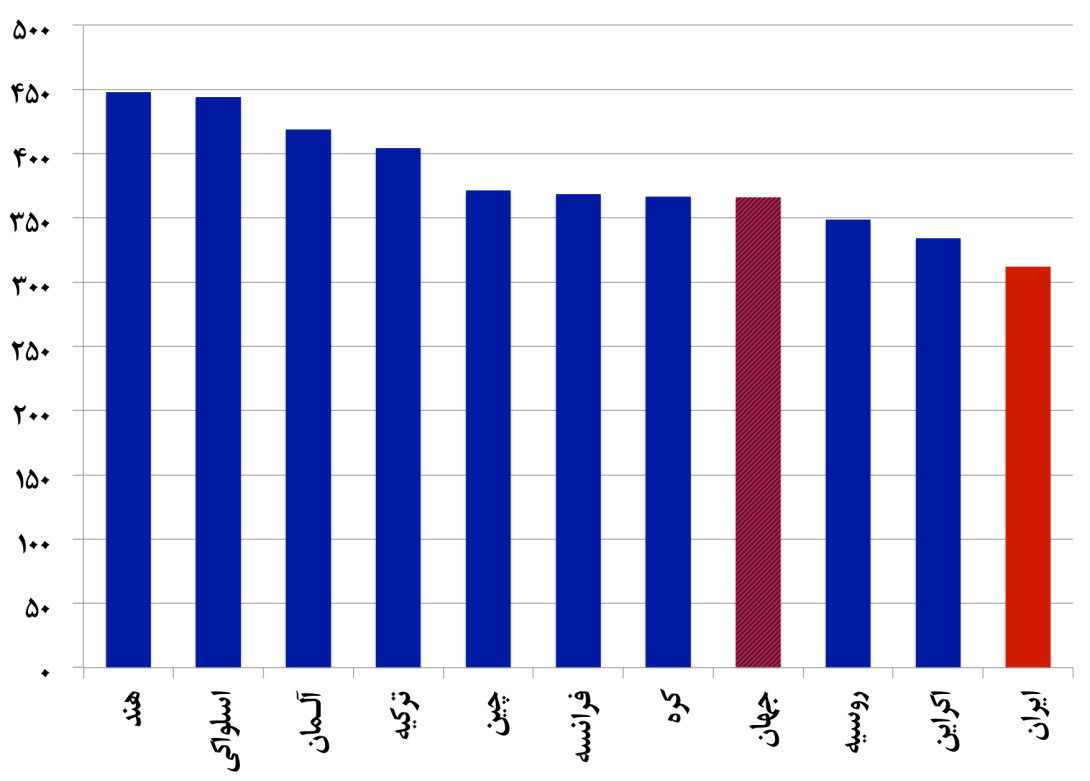 ۵۰۰
۴۵۰
۴۰۰
۳۵۰
۳۰۰
۲۵۰
۲۰۰
۱۵۰
۱۰۰
۵۰
۰
هند
اسلواکی
آلـمان
ترکیه
چین
فرانسه
کره
جهان
روسیه
اکراین
ایران